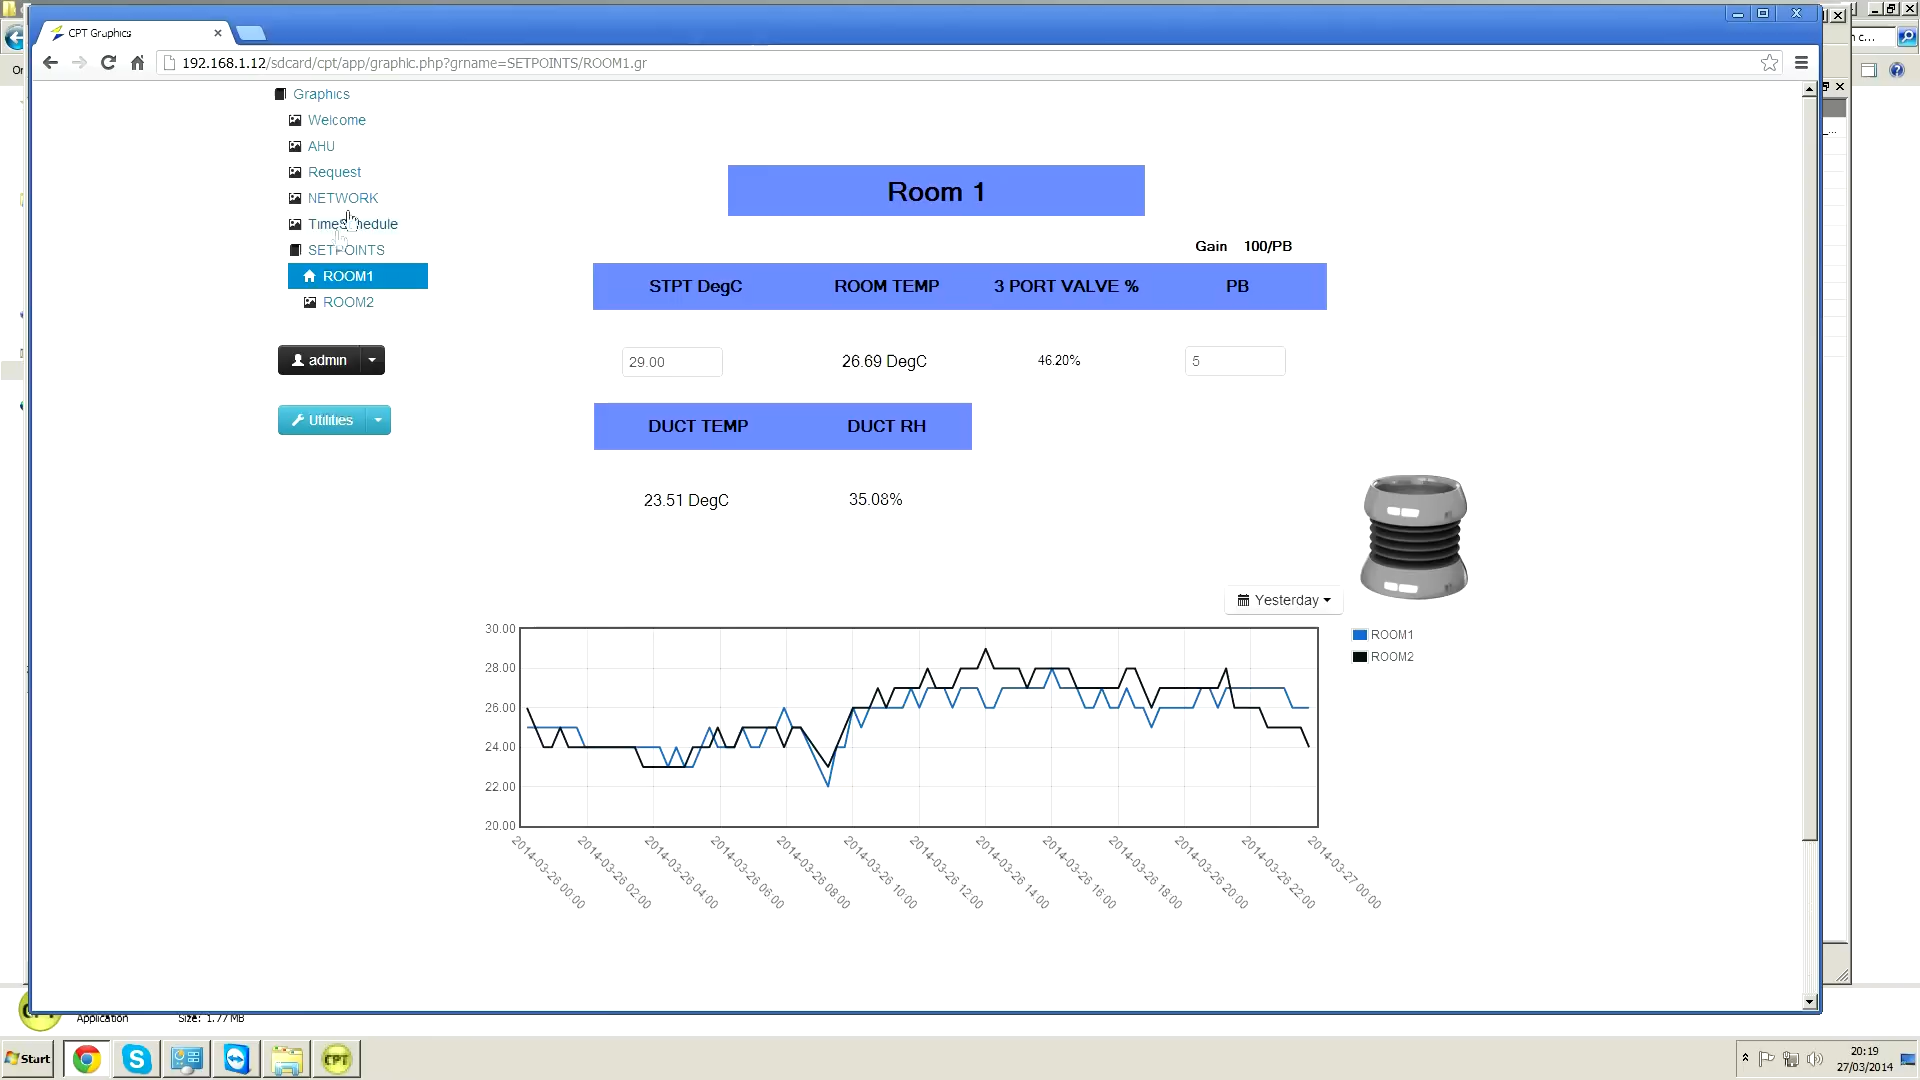 CPT Graphics
192.168.1.12/sdcard/cpt/app/graphic.php?grname=SETPOINTS/ROOM1.gr
Graphics
Welcome
AHU
Request
NETWORK
SETPOINTS
ROOM1
ROOM2
admin
Utilities
Room 1
Gain 100/PB
STPT DegC ROOM TEMP 3 PORT VALVE % PB
29.00 26.69 DegC 46.20% 5
DUCT TEMP DUCT RH
23.51 DegC 35.08%
Yesterday
ROOM1
ROOM2
30.00
28.00
26.00
24.00
22.00
20.00
2014-03-26 00:00
2014-03-26 02:00
2014-03-26 04:00
2014-03-26 06:00
2014-03-26 08:00
2014-03-26 10:00
2014-03-26 12:00
2014-03-26 14:00
2014-03-26 16:00
2014-03-26 18:00
2014-03-26 20:00
2014-03-26 22:00
2014-03-27 00:00
Application Size: 1.77 MB
Start
CPT
20:19
27/03/2014